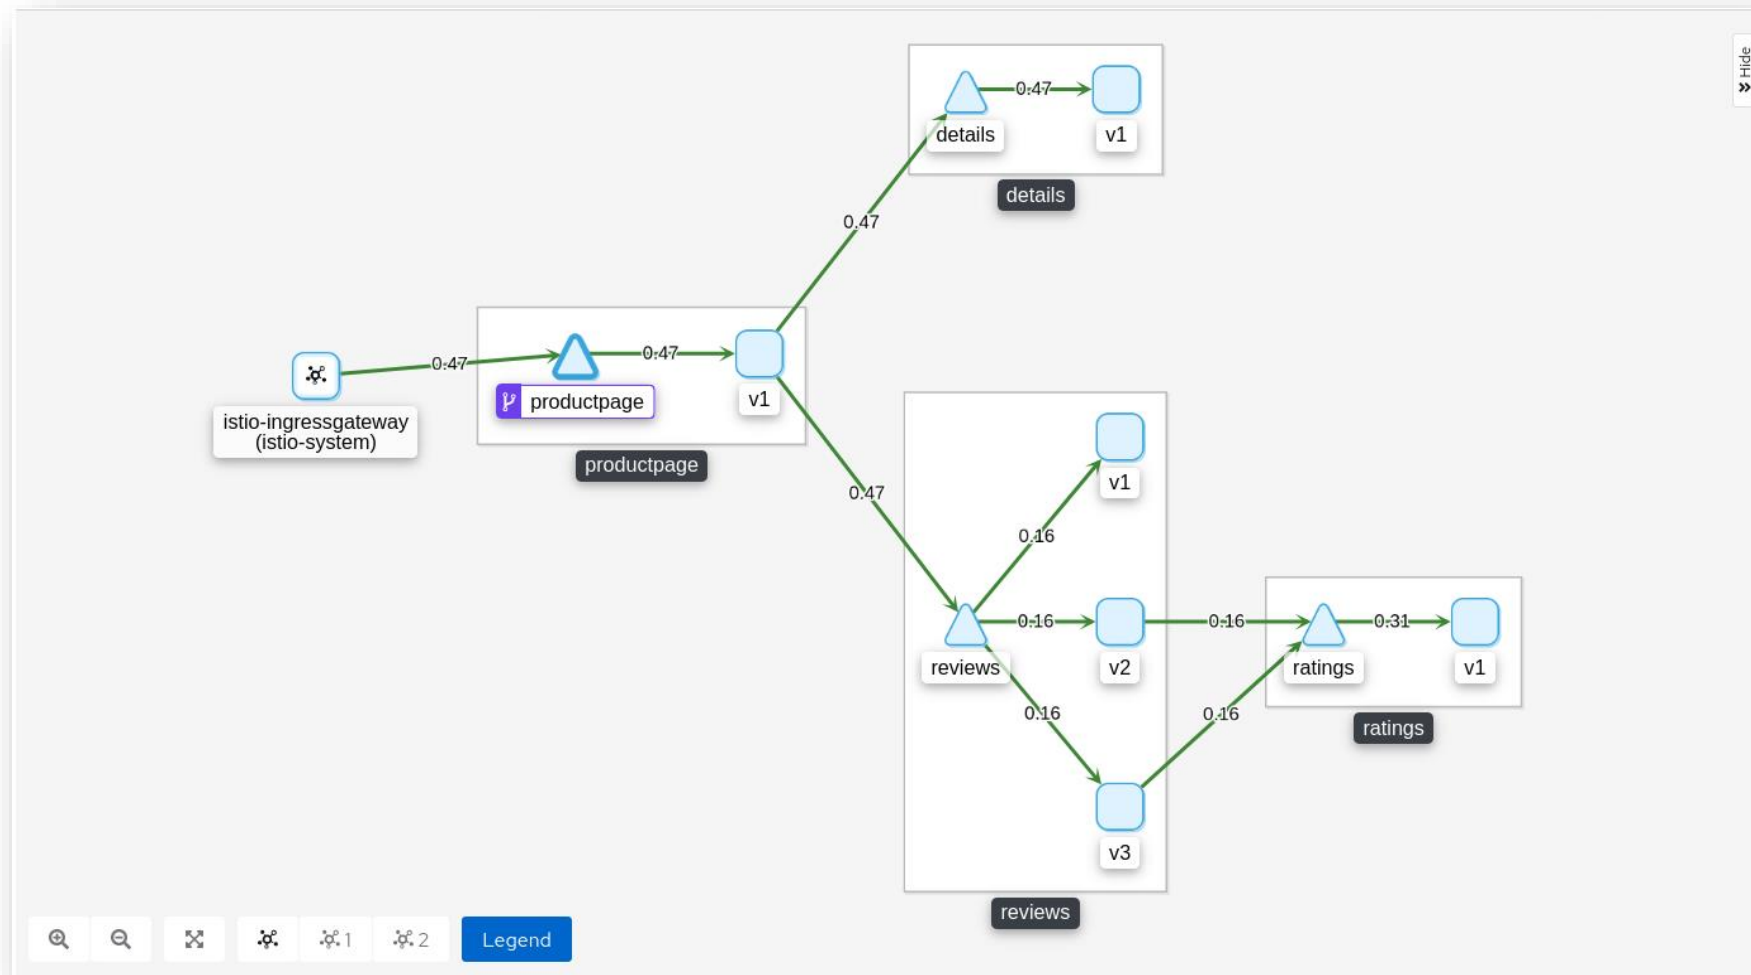 Hide
0.47
details
v1
details
0.47
0.47
0.47
istio-ingressgateway
(istio-system)
productpage
v1
productpage
0.47
v1
0.16
0.16
reviews
v2
0.16
v3
reviews
0.16
0.16
0.31
ratings
v1
ratings
1
2
Legend